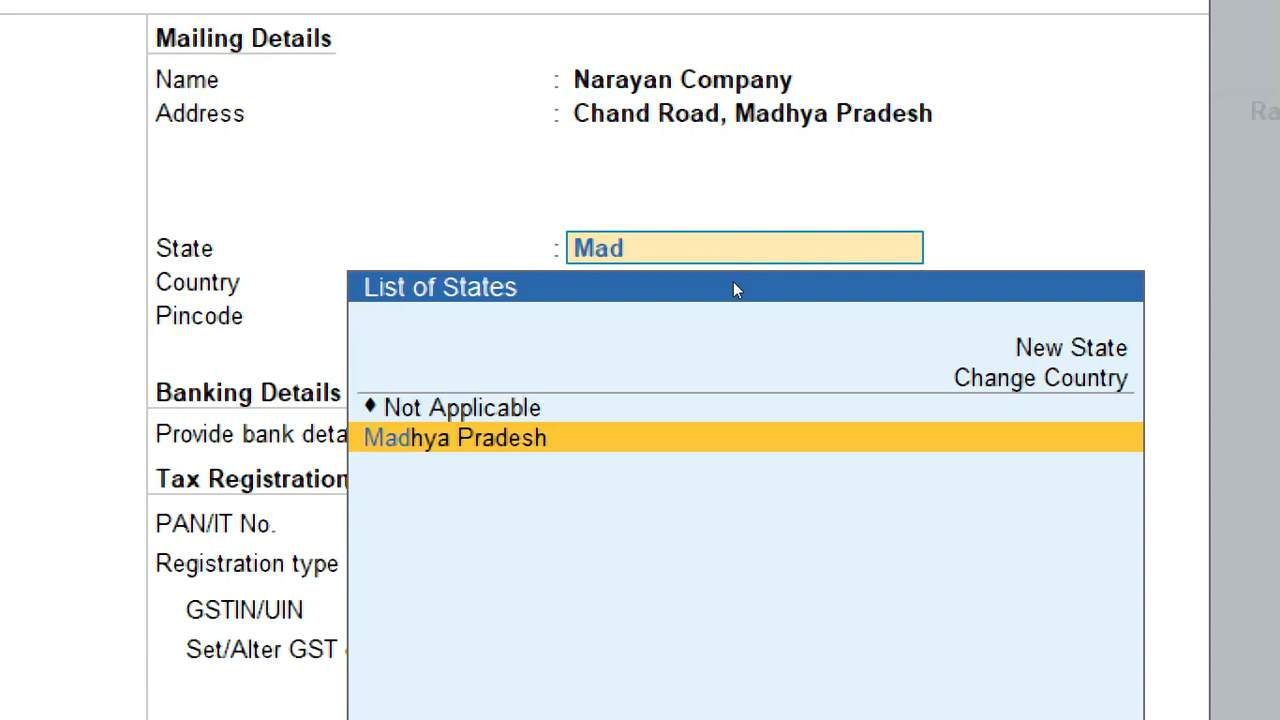 Mailing Details
Name : Narayan Company
Address : Chand Road, Madhya Pradesh
Ra
State : Mad
Country
Pincode
List of States
New State
Change Country
♦ Not Applicable
Madhya Pradesh
Banking Details
Provide bank deta
Tax Registration
PAN/IT No.
Registration type
GSTIN/UIN
Set/Alter GST